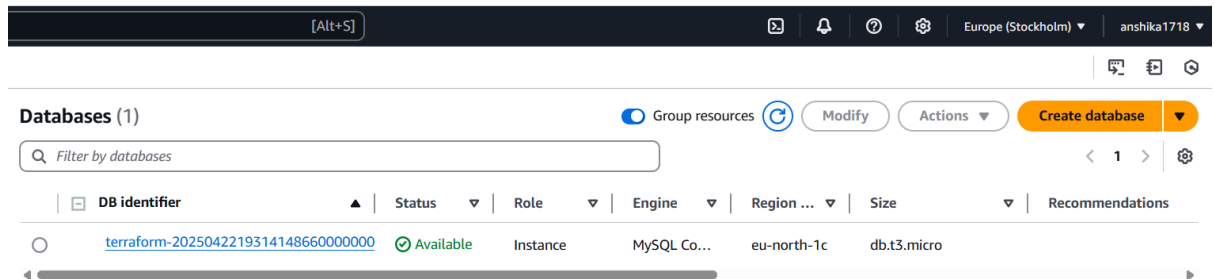 [Alt+S]
Europe (Stockholm)
anshika1718
Databases (1)
Group resources
Modify
Actions
Create database
Filter by databases
1
DB identifier
Status
Role
Engine
Region ...
Size
Recommendations
terraform-2025042219314148660000000
Available
Instance
MySQL Co...
eu-north-1c
db.t3.micro